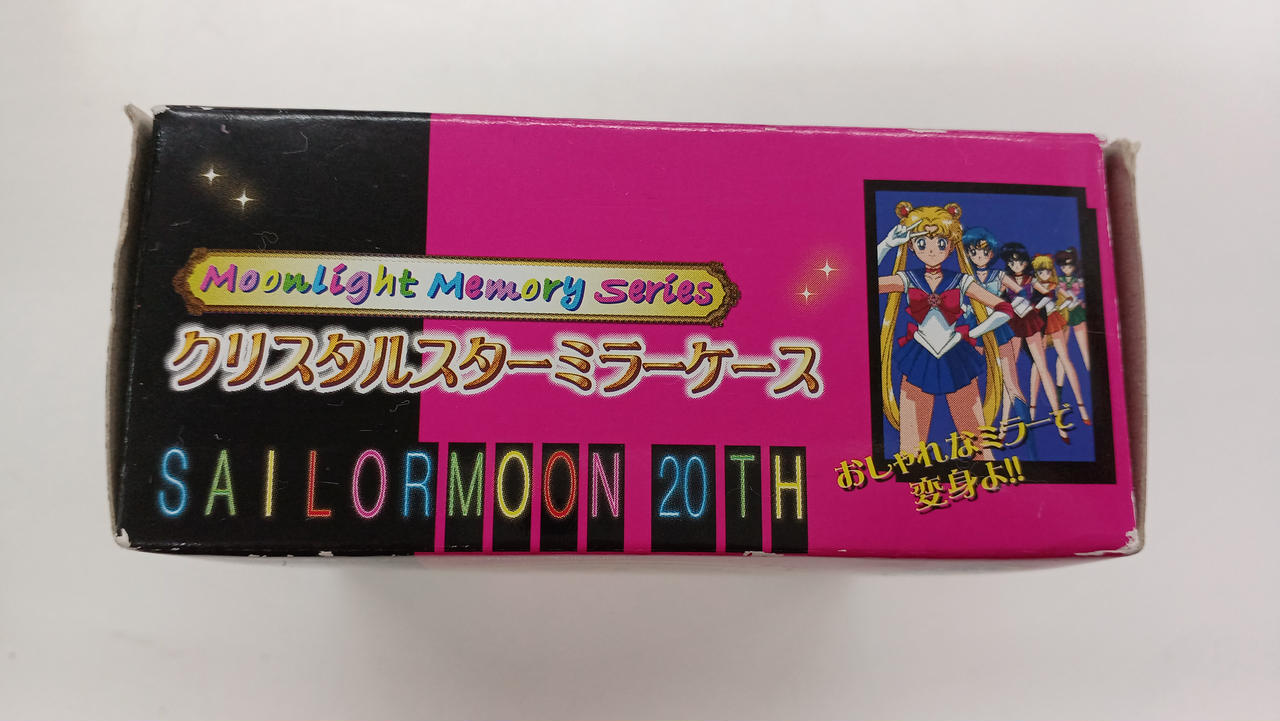 Moonlight Memory Series
クリスタルスターミラーケース
SAILORMOON 20TH
おしゃれなミラーで
変身よ!!